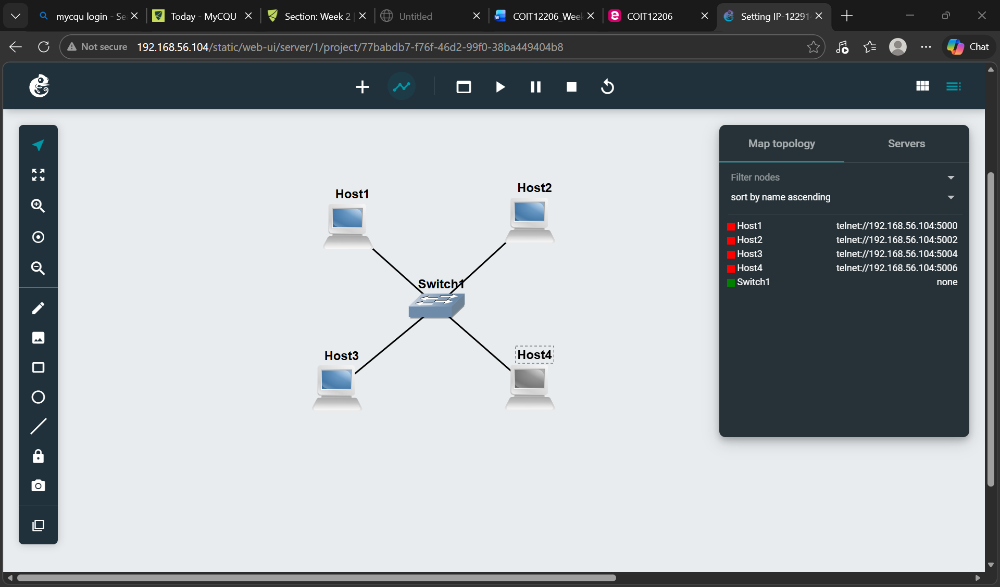 mycqu login - Se
Today - MyCQU
Section: Week 2
Untitled
COIT12206_Week
COIT12206
Setting IP-12291
Not secure
192.168.56.104/static/web-ui/server/1/project/77babdb7-f76f-46d2-99f0-38ba449404b8
Chat
Map topology
Servers
Filter nodes
sort by name ascending
Host1 telnet://192.168.56.104:5000
Host2 telnet://192.168.56.104:5002
Host3 telnet://192.168.56.104:5004
Host4 telnet://192.168.56.104:5006
Switch1 none
Host1
Host2
Switch1
Host3
Host4